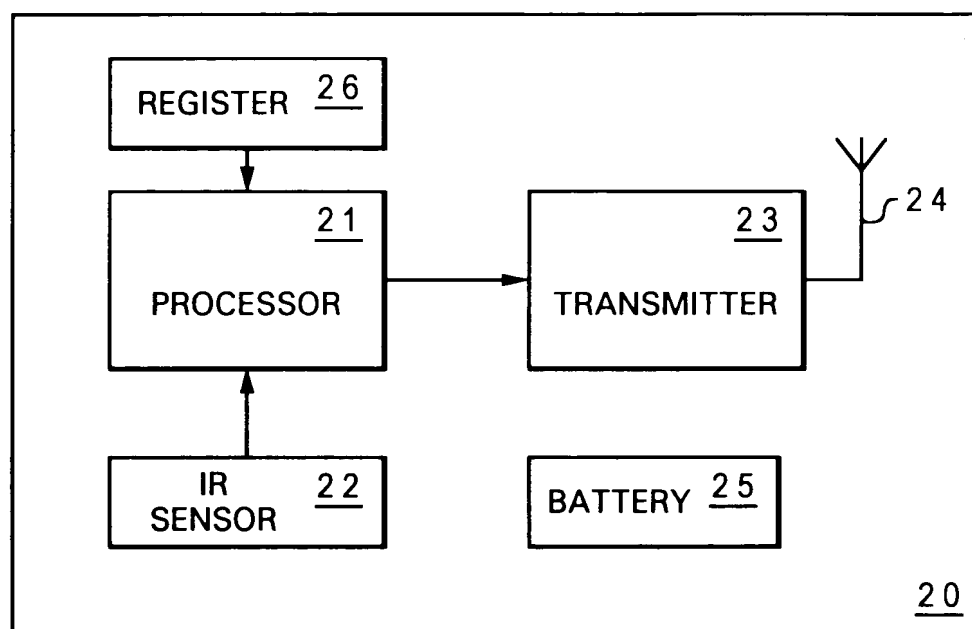 REGISTER 26
21
PROCESSOR
23
TRANSMITTER
24
IR
SENSOR 22
BATTERY 25
20